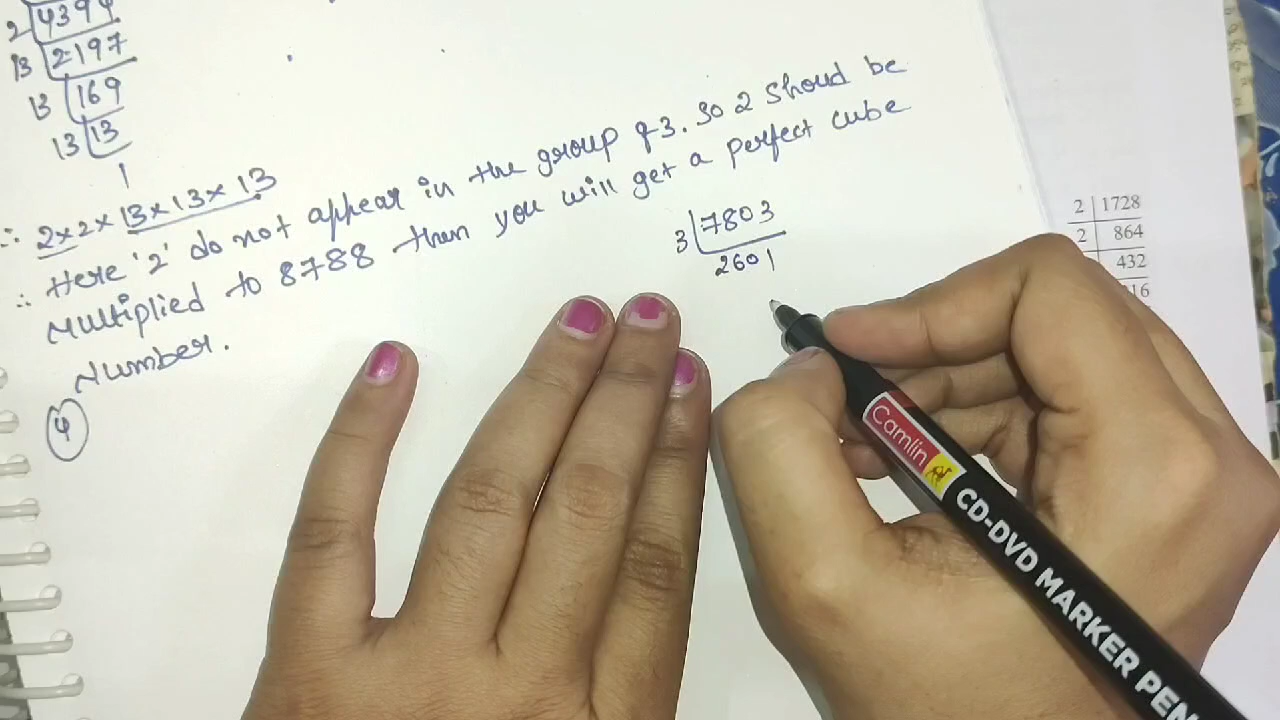 2 4394
13 2197
13 169
13 13
1
∴ 2×2×13×13×13
∴ Here '2' do not appear in the group of 3. So 2 Shoud be
Multiplied to 8788 then you will get a perfect cube
Number.
4
3 7803
2601
2 1728
2 864
432
16
Camlin
CD-DVD MARKER PEN